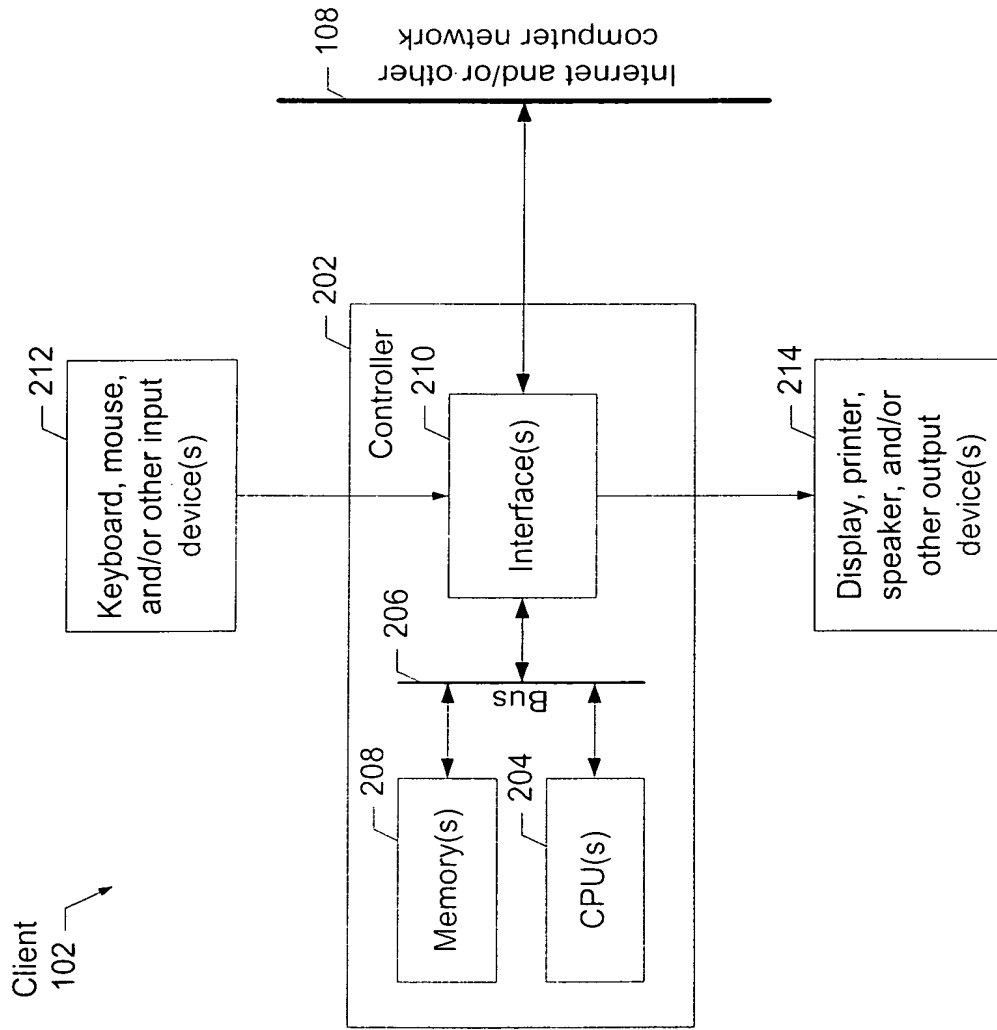 Client
102
212
Keyboard, mouse,
and/or other input
device(s)
202
Controller
210
Interface(s)
206
Bus
208
Memory(s)
204
CPU(s)
108
Internet and/or other
computer network
214
Display, printer,
speaker, and/or
other output
device(s)